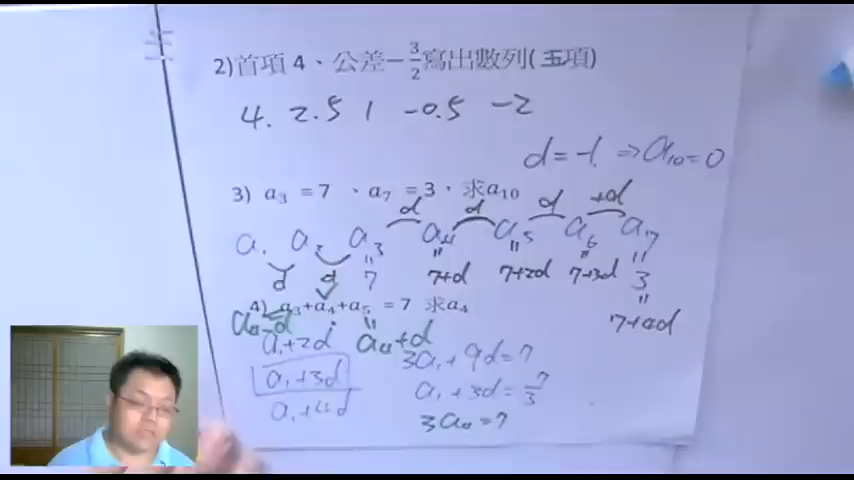 2)首項 4、公差−3/2寫出數列(五項)
4. 2.5 1 -0.5 -2
d=-1 ⇒a₁₀=0
3) a₃ = 7 、a₇ = 3，求a₁₀
d d d +d
a₁ a₂ a₃ a₄ a₅ a₆ a₇
d d 7 7+d 7+2d 7+3d 3
7+4d
4) a₃+a₄+a₅ = 7 求a₄
a₄-d a₄+d
a₁+2d 3a₁+9d=7
a₁+3d a₁+3d=7/3
a₁+4d 3a₄=7